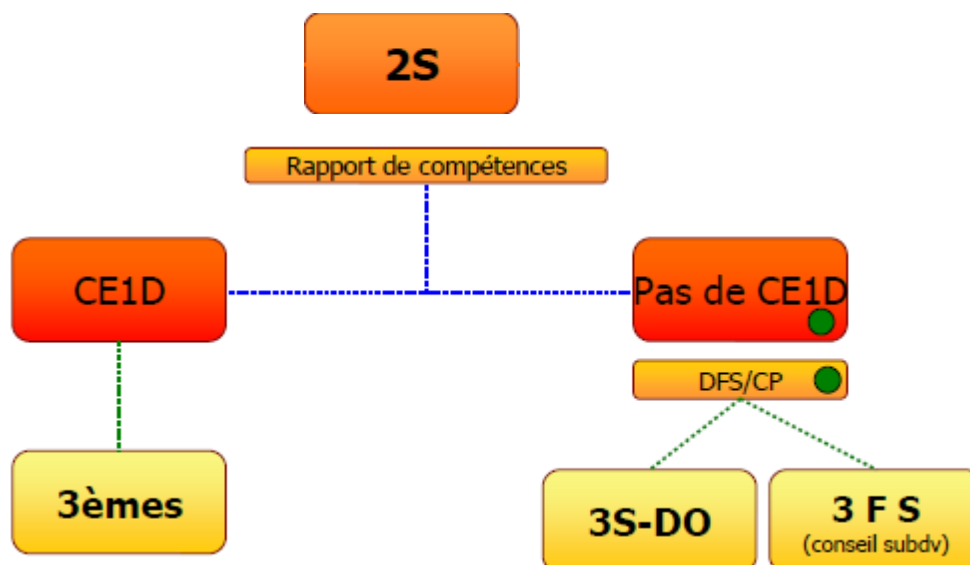 2S
Rapport de compétences
CE1D
Pas de CE1D
DFS/CP
3èmes
3S-DO
3 F S
(conseil subdv)